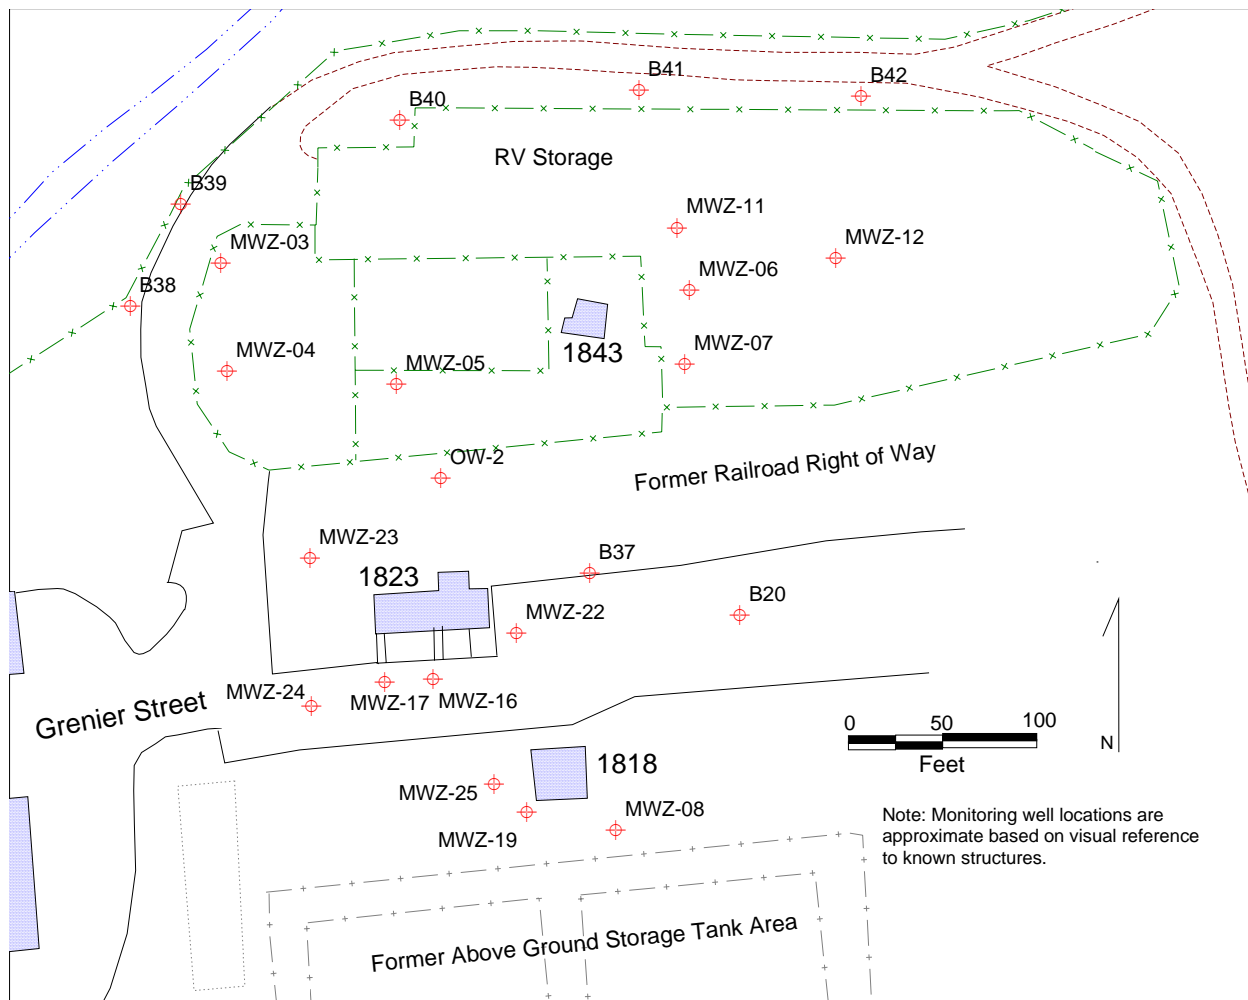 B41
B42
B40
RV Storage
B39
MWZ-11
MWZ-03
MWZ-12
MWZ-06
B38
MWZ-04
MWZ-05
1843
MWZ-07
OW-2
Former Railroad Right of Way
MWZ-23
B37
1823
MWZ-22
B20
MWZ-24
MWZ-17
MWZ-16
Grenier Street
0 50 100
Feet
N
1818
MWZ-25
MWZ-08
MWZ-19
Note: Monitoring well locations are
approximate based on visual reference
to known structures.
Former Above Ground Storage Tank Area